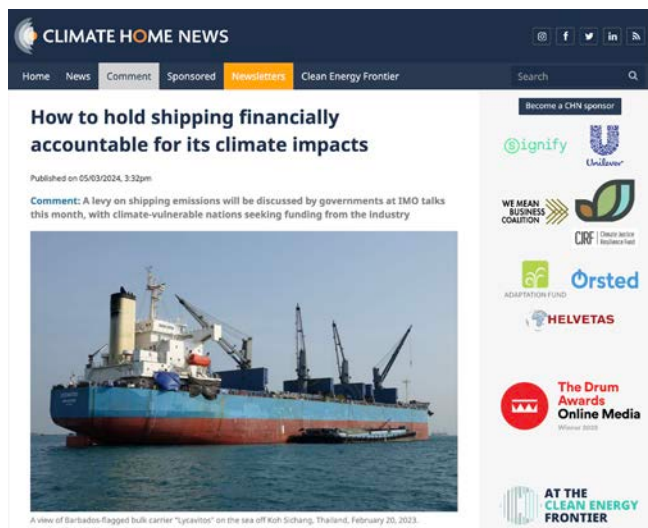 CLIMATE HOME NEWS
Home News Comment Sponsored Newsletters Clean Energy Frontier Search
How to hold shipping financially
accountable for its climate impacts
Published on 05/03/2024, 3:32pm
Comment: A levy on shipping emissions will be discussed by governments at IMO talks
this month, with climate-vulnerable nations seeking funding from the industry
A view of Barbados-flagged bulk carrier "Lycavitos" on the sea off Koh Sichang, Thailand, February 20, 2023.
Become a CHN sponsor
Signify
Unilever
WE MEAN
BUSINESS
COALITION
CJRF Climate Justice
Resilience Fund
af
ADAPTATION FUND
Ørsted
HELVETAS
The Drum
Awards
Online Media
AT THE
CLEAN ENERGY
FRONTIER